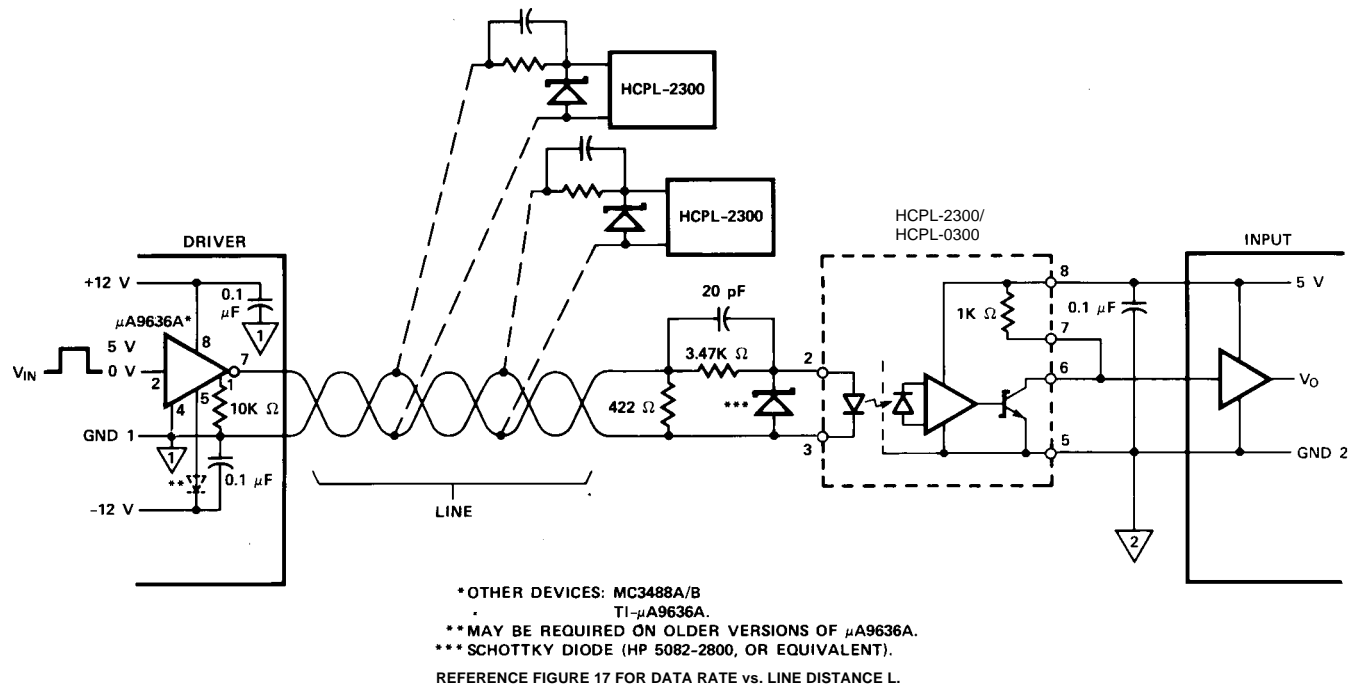 HCPL-2300
HCPL-2300
HCPL-2300/
HCPL-0300
DRIVER
INPUT
+12 V
0.1
µF
1
µA9636A*
8
VIN
5 V
0 V
2
7
1
5
4
10K Ω
GND 1
1
**
0.1 µF
-12 V
LINE
20 pF
3.47K Ω
422 Ω
***
2
3
8
1K Ω
7
6
5
0.1 µF
2
5 V
VO
GND 2
*OTHER DEVICES: MC3488A/B
TI-µA9636A.
**MAY BE REQUIRED ON OLDER VERSIONS OF µA9636A.
***SCHOTTKY DIODE (HP 5082-2800, OR EQUIVALENT).
REFERENCE FIGURE 17 FOR DATA RATE vs. LINE DISTANCE L.